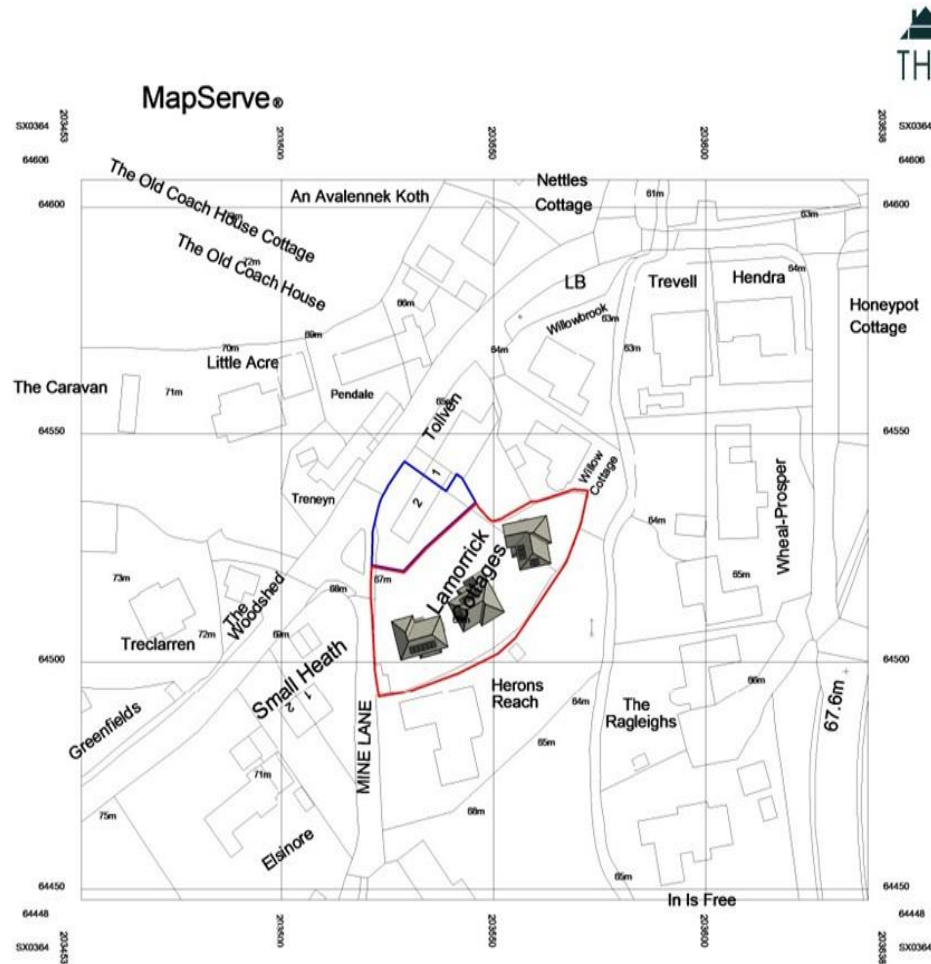 TH
MapServe®
SX0364
203453
203500
203550
203600
203638
SX0364
64606
64606
64600
64600
The Old Coach House Cottage
An Avalennek Koth
Nettles
Cottage
61m
63m
72m
The Old Coach House
66m
LB
Trevell
Hendra
64m
Honeypot
Cottage
Willowbrook
63m
69m
70m
Little Acre
64m
63m
The Caravan
71m
Pendale
65m
Tollven
64550
64550
1
2
Willow
Cottage
Treneyn
64m
Wheal-Prosper
73m
67m
Lamorrick
Cottages
65m
The
Woodshed
68m
Treclarren
72m
69m
64500
64500
Small Heath
1
2
Herons
Reach
64m
The
Ragleighs
66m
67.6m
Greenfields
MINE LANE
65m
71m
75m
68m
Elsinore
65m
64450
64450
In Is Free
64448
64448
SX0364
203453
203500
203550
203600
203638
SX0364